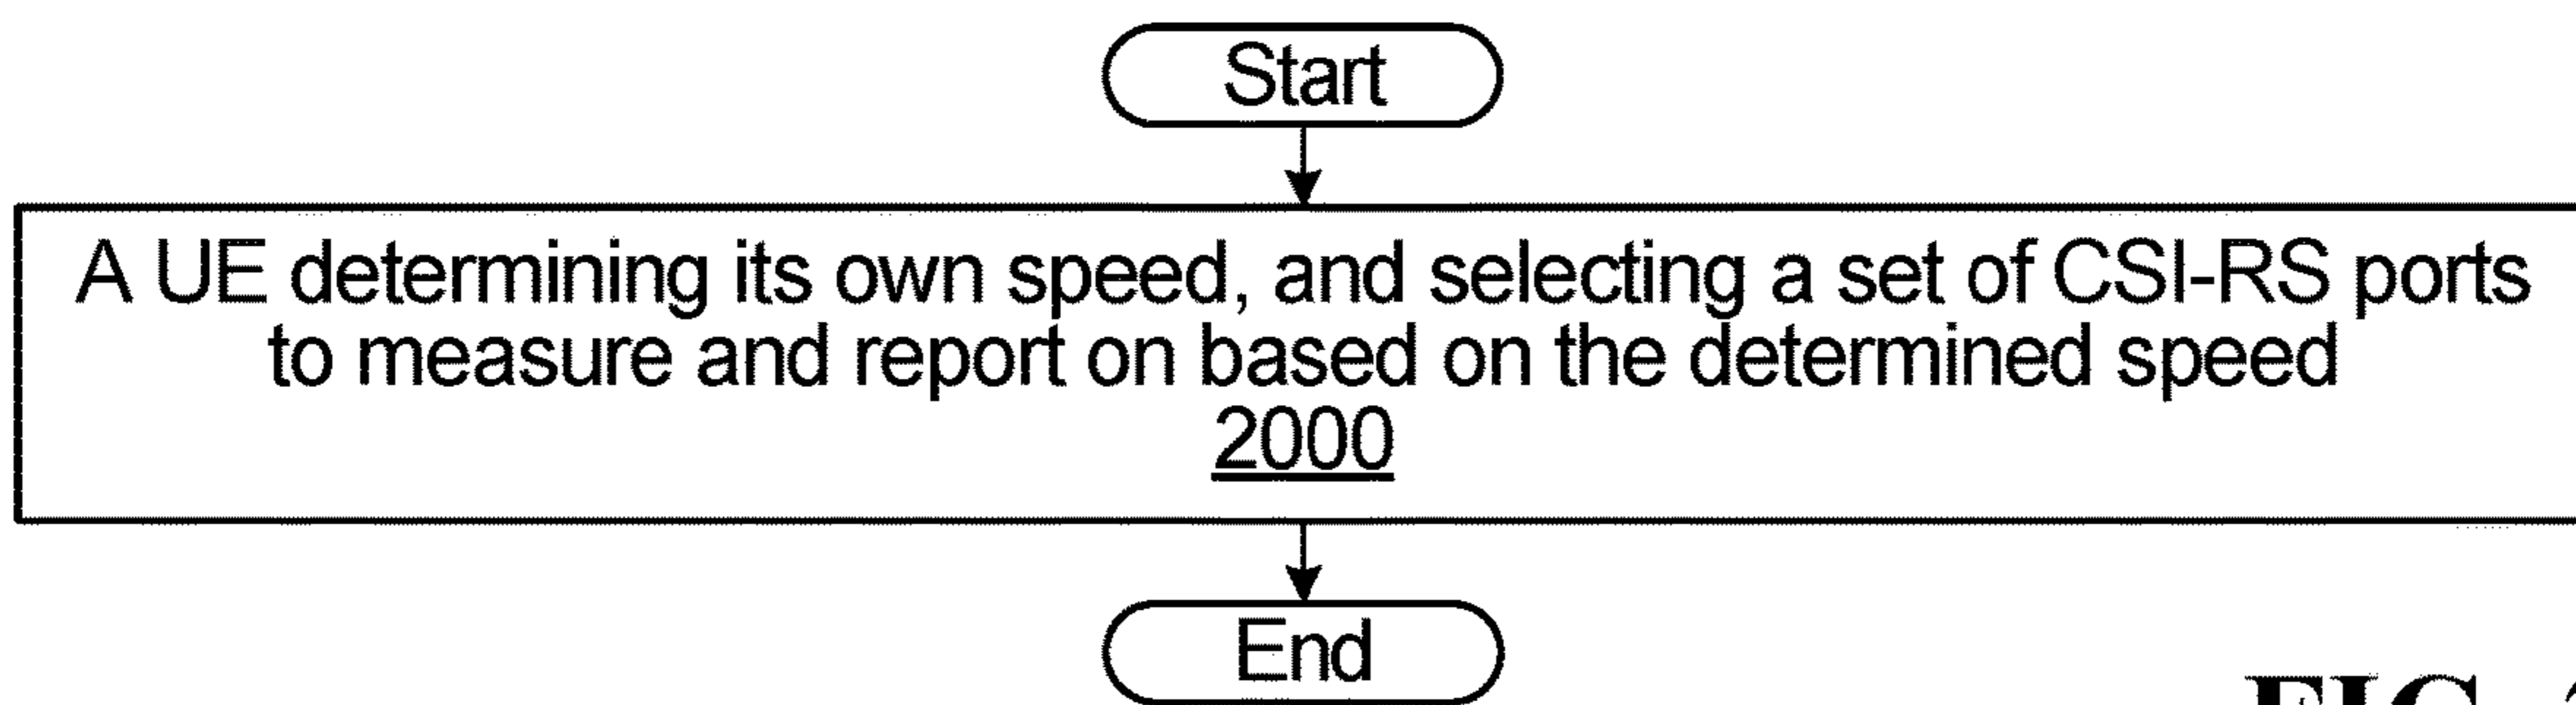 Start
A UE determining its own speed, and selecting a set of CSI-RS ports
to measure and report on based on the determined speed
2000
End
FIG.